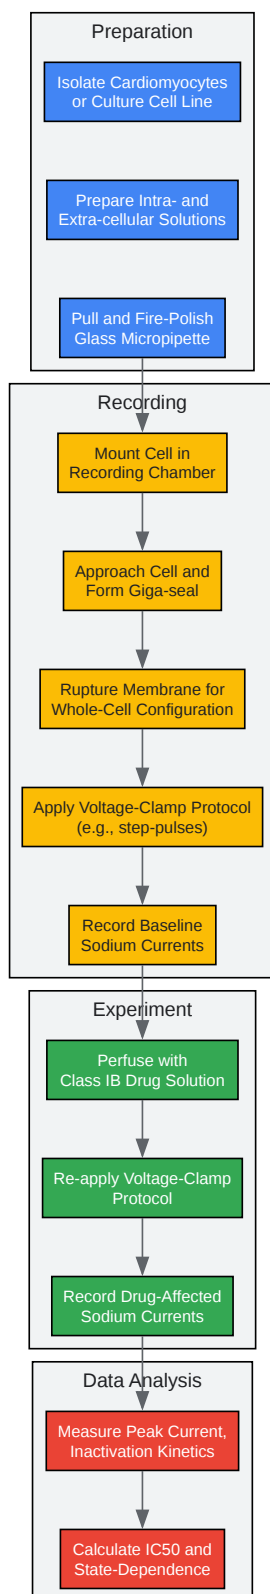 Preparation
Isolate Cardiomyocytes
or Culture Cell Line
Prepare Intra- and
Extra-cellular Solutions
Pull and Fire-Polish
Glass Micropipette
Recording
Mount Cell in
Recording Chamber
Approach Cell and
Form Giga-seal
Rupture Membrane for
Whole-Cell Configuration
Apply Voltage-Clamp Protocol
(e.g., step-pulses)
Record Baseline
Sodium Currents
Experiment
Perfuse with
Class IB Drug Solution
Re-apply Voltage-Clamp
Protocol
Record Drug-Affected
Sodium Currents
Data Analysis
Measure Peak Current,
Inactivation Kinetics
Calculate IC50 and
State-Dependence